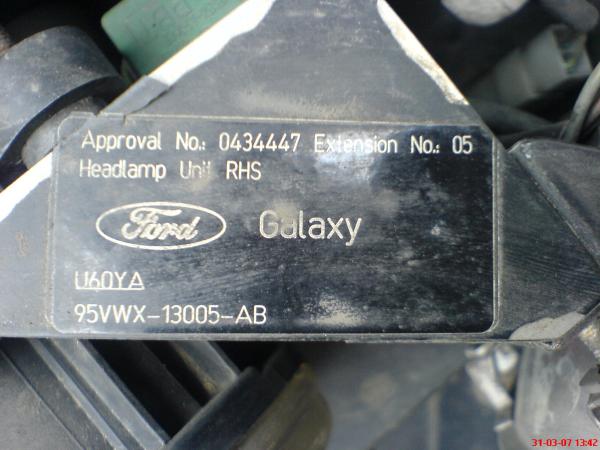 Approval No.: 0434447 Extension No.: 05
Headlamp Unit RHS
Ford Galaxy
U60YA
95VWX-13005-AB
31-03-07 13:42